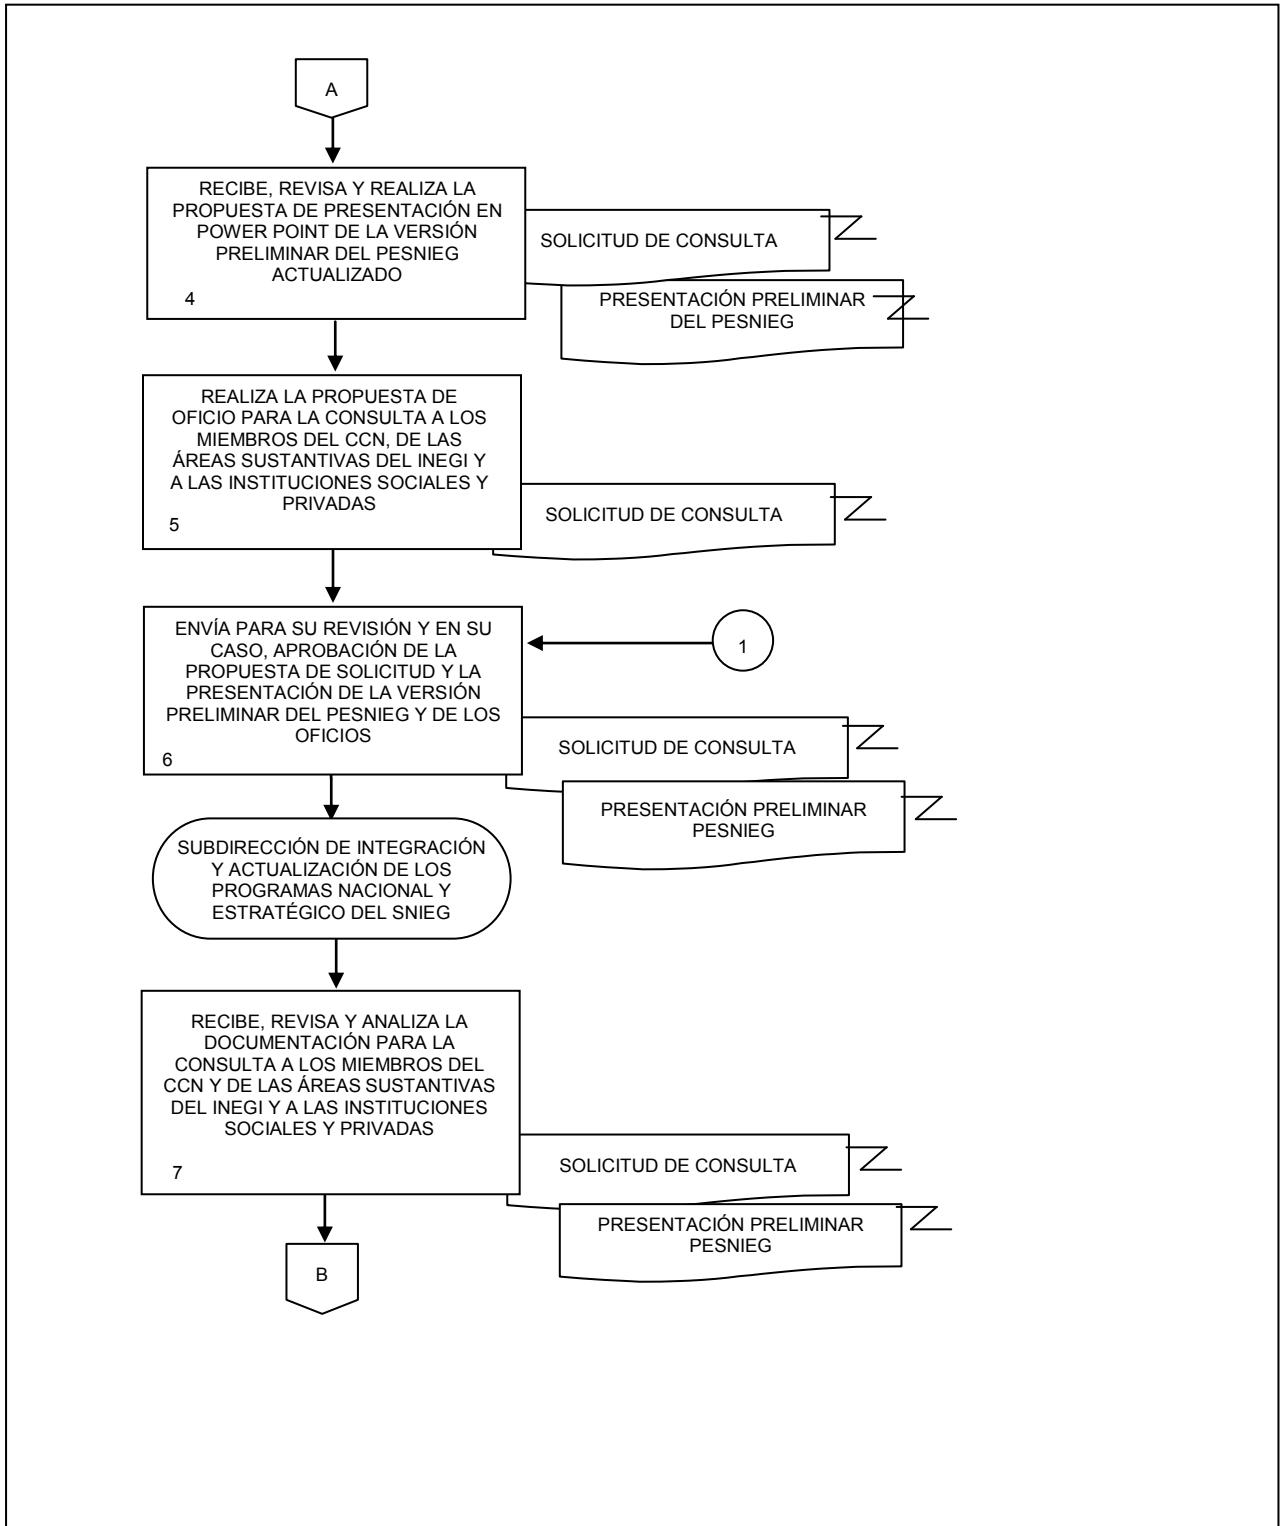 A
RECIBE, REVISA Y REALIZA LA
PROPUESTA DE PRESENTACIÓN EN
POWER POINT DE LA VERSIÓN
PRELIMINAR DEL PESNIEG
ACTUALIZADO
4
SOLICITUD DE CONSULTA
PRESENTACIÓN PRELIMINAR
DEL PESNIEG
REALIZA LA PROPUESTA DE
OFICIO PARA LA CONSULTA A LOS
MIEMBROS DEL CCN, DE LAS
ÁREAS SUSTANTIVAS DEL INEGI Y
A LAS INSTITUCIONES SOCIALES Y
PRIVADAS
5
SOLICITUD DE CONSULTA
ENVÍA PARA SU REVISIÓN Y EN SU
CASO, APROBACIÓN DE LA
PROPUESTA DE SOLICITUD Y LA
PRESENTACIÓN DE LA VERSIÓN
PRELIMINAR DEL PESNIEG Y DE LOS
OFICIOS
6
1
SOLICITUD DE CONSULTA
PRESENTACIÓN PRELIMINAR
PESNIEG
SUBDIRECCIÓN DE INTEGRACIÓN
Y ACTUALIZACIÓN DE LOS
PROGRAMAS NACIONAL Y
ESTRATÉGICO DEL SNIEG
RECIBE, REVISA Y ANALIZA LA
DOCUMENTACIÓN PARA LA
CONSULTA A LOS MIEMBROS DEL
CCN Y DE LAS ÁREAS SUSTANTIVAS
DEL INEGI Y A LAS INSTITUCIONES
SOCIALES Y PRIVADAS
7
SOLICITUD DE CONSULTA
PRESENTACIÓN PRELIMINAR
PESNIEG
B